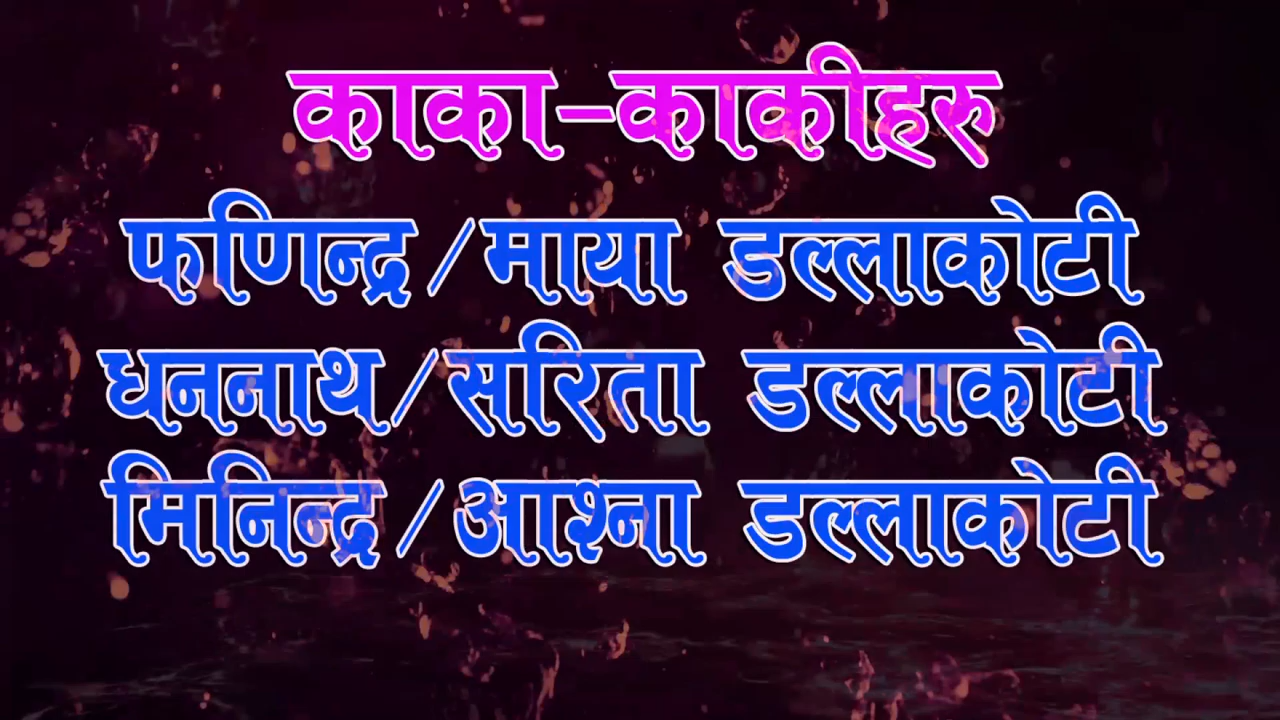 काका-काकीहरु
फणिन्द्र/माया डल्लाकोटी
धननाथ/सरिता डल्लाकोटी
मिनिन्द्र/आश्ना डल्लाकोटी